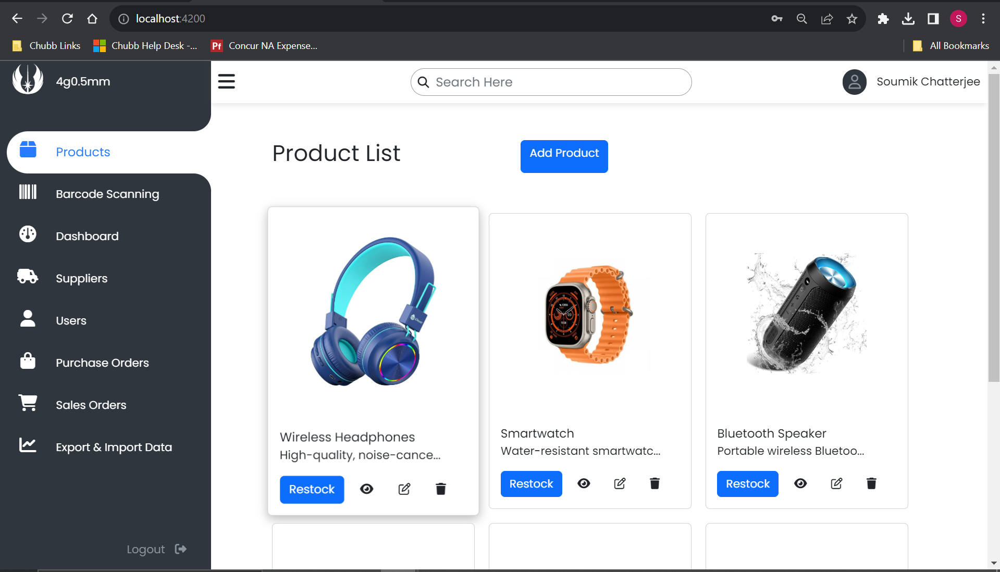 localhost:4200
S
Chubb Links
Chubb Help Desk -...
Pf
Concur NA Expense...
All Bookmarks
4g0.5mm
Search Here
Soumik Chatterjee
Products
Barcode Scanning
Dashboard
Suppliers
Users
Purchase Orders
Sales Orders
Export & Import Data
Logout
Product List
Add Product
Wireless Headphones
High-quality, noise-cance...
Restock
Smartwatch
Water-resistant smartwatc...
Restock
Bluetooth Speaker
Portable wireless Bluetoo...
Restock